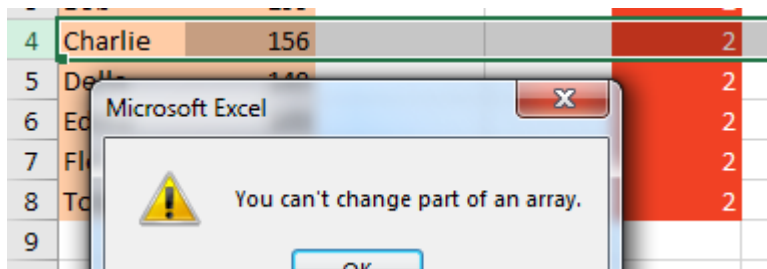 4 Charlie 156 2
5 2
6 2
Microsoft Excel
7 2
8 2
You can't change part of an array.
9
OK